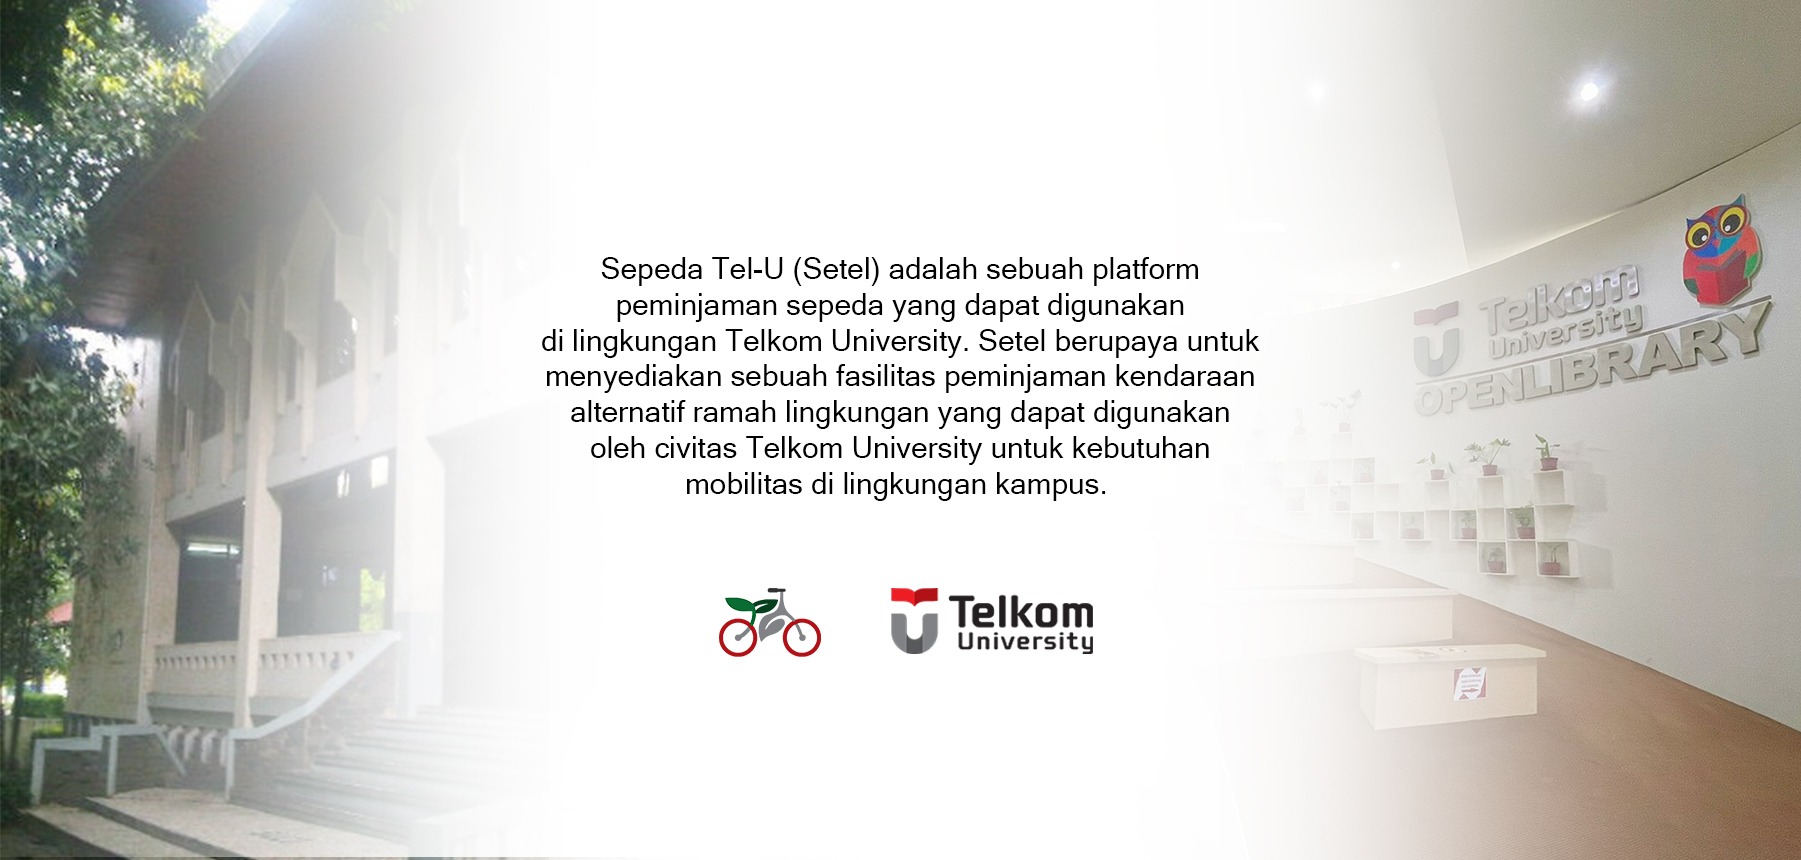 Sepeda Tel-U (Setel) adalah sebuah platform
peminjaman sepeda yang dapat digunakan
di lingkungan Telkom University. Setel berupaya untuk
menyediakan sebuah fasilitas peminjaman kendaraan
alternatif ramah lingkungan yang dapat digunakan
oleh civitas Telkom University untuk kebutuhan
mobilitas di lingkungan kampus.
Telkom
University
Telkom
University
OPENLIBRARY